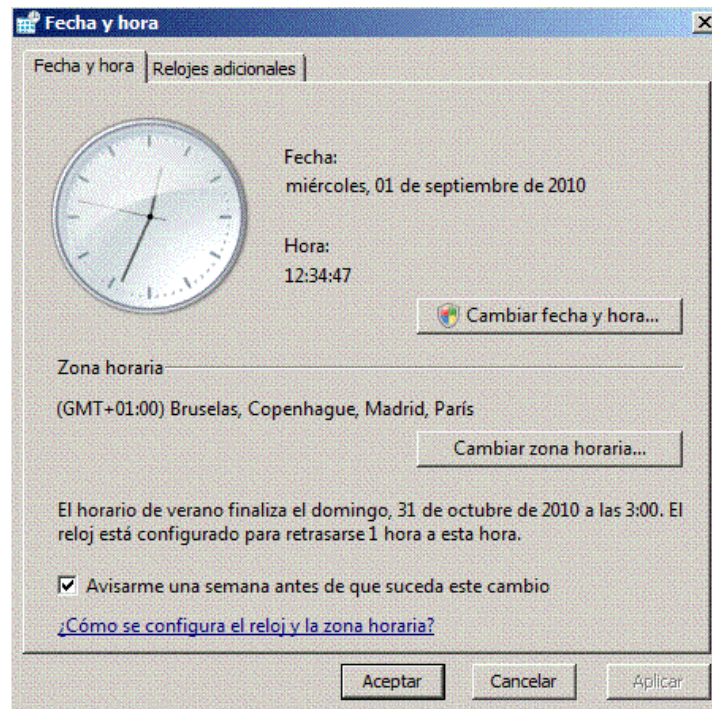 Fecha y hora
Fecha y hora
Relojes adicionales
Fecha:
miércoles, 01 de septiembre de 2010
Hora:
12:34:47
Cambiar fecha y hora...
Zona horaria
(GMT+01:00) Bruselas, Copenhague, Madrid, París
Cambiar zona horaria...
El horario de verano finaliza el domingo, 31 de octubre de 2010 a las 3:00. El
reloj está configurado para retrasarse 1 hora a esta hora.
Avisarme una semana antes de que suceda este cambio
¿Cómo se configura el reloj y la zona horaria?
Aceptar
Cancelar
Aplicar